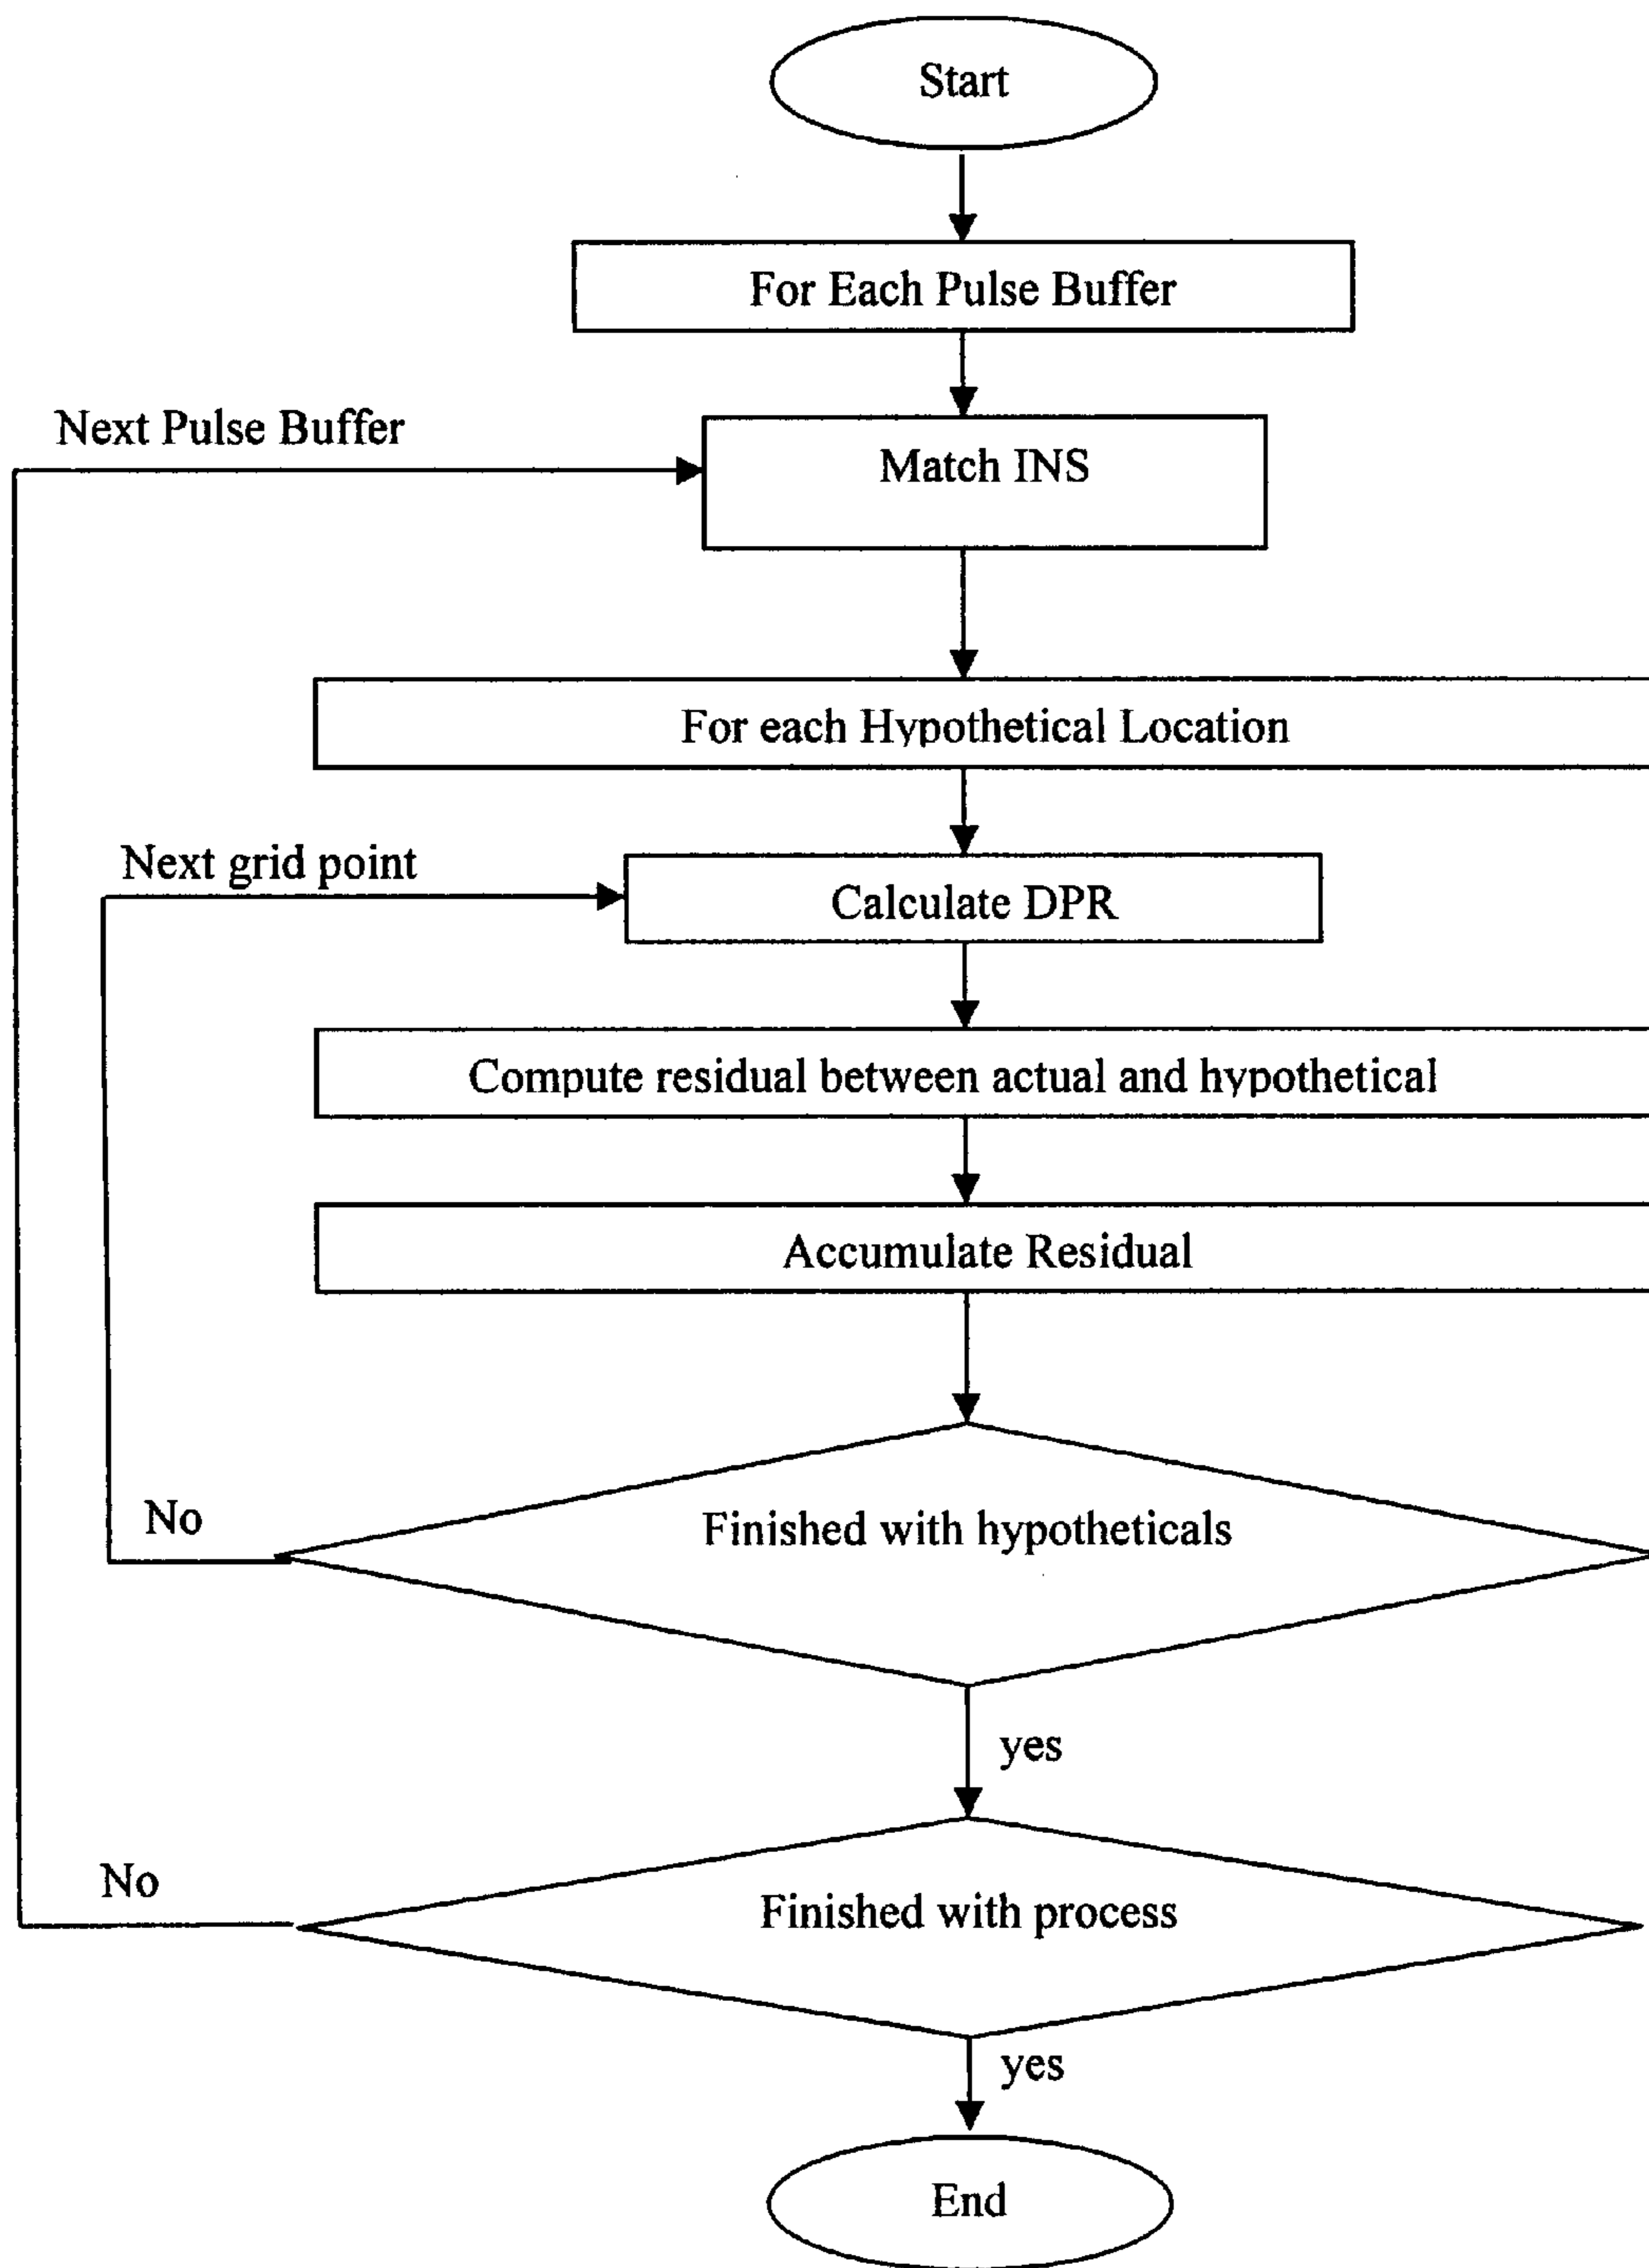 Start
For Each Pulse Buffer
Next Pulse Buffer
Match INS
For each Hypothetical Location
Next grid point
Calculate DPR
Compute residual between actual and hypothetical
Accumulate Residual
No
Finished with hypotheticals
yes
No
Finished with process
yes
End